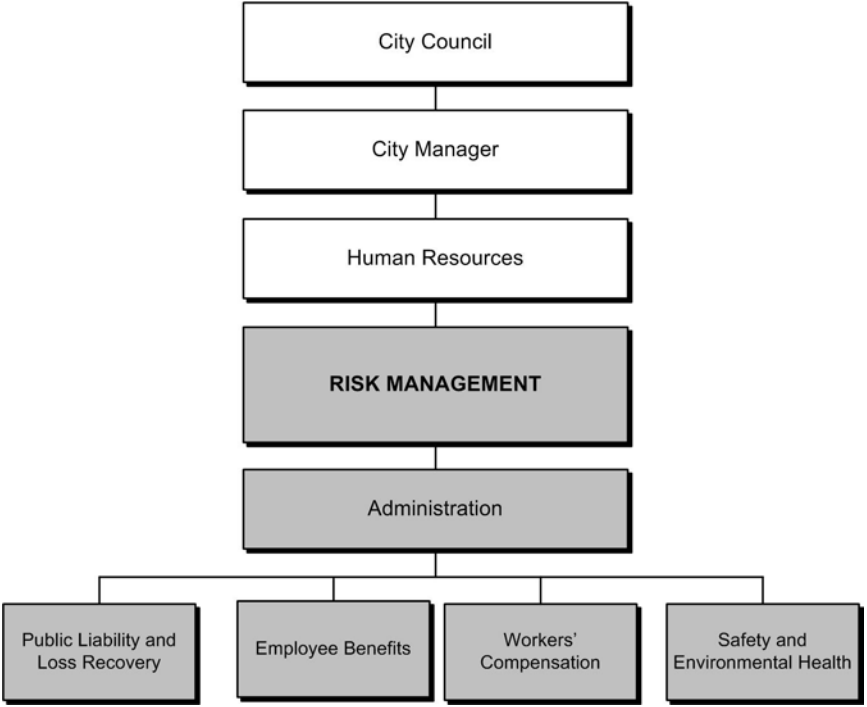 City Council
City Manager
Human Resources
RISK MANAGEMENT
Administration
Public Liability and
Loss Recovery
Employee Benefits
Workers’
Compensation
Safety and
Environmental Health